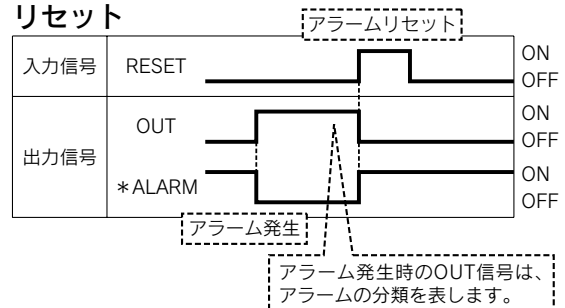 リセット
アラームリセット
入力信号 RESET ON
OFF
出力信号 OUT ON
OFF
＊ALARM ON
OFF
アラーム発生
アラーム発生時のOUT信号は、
アラームの分類を表します。